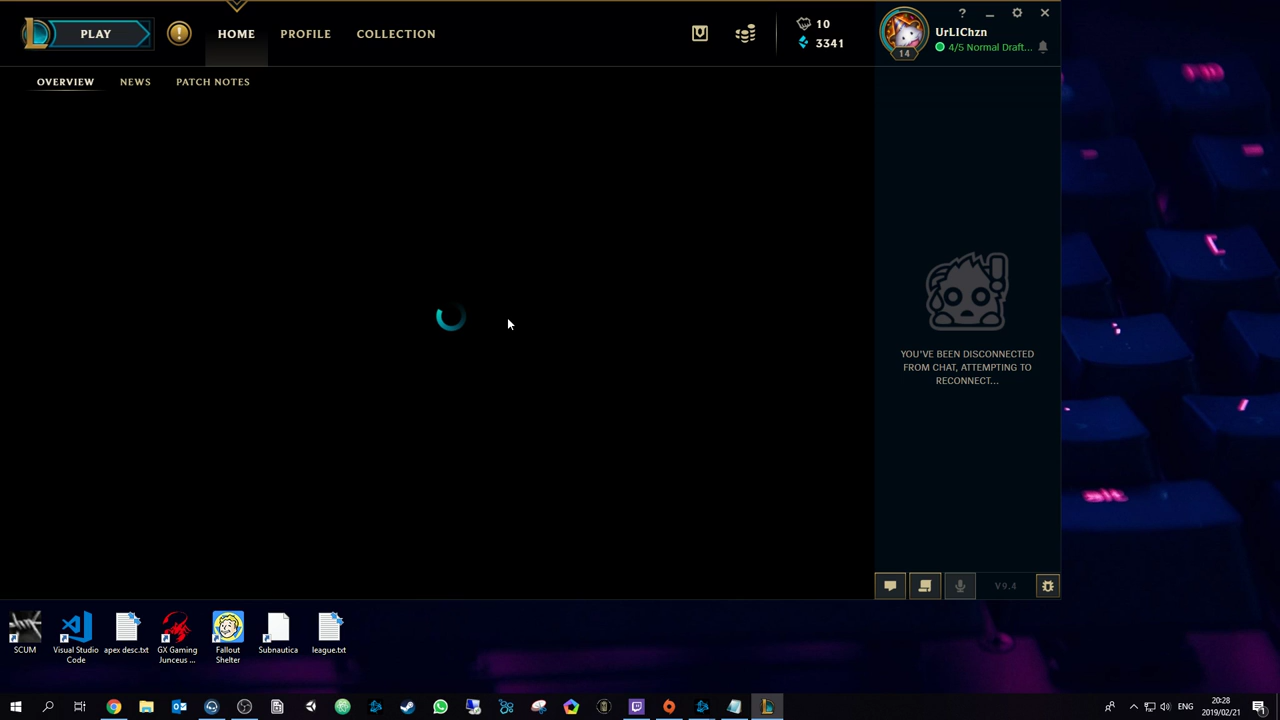 PLAY
HOME
PROFILE
COLLECTION
10
3341
14
?
UrLIChzn
4/5 Normal Draft...
OVERVIEW
NEWS
PATCH NOTES
YOU'VE BEEN DISCONNECTED
FROM CHAT, ATTEMPTING TO
RECONNECT...
V9.4
SCUM
Visual Studio
Code
apex desc.txt
GX Gaming
Junceus ...
Fallout
Shelter
Subnautica
league.txt
ENG
20:28
2019/02/21